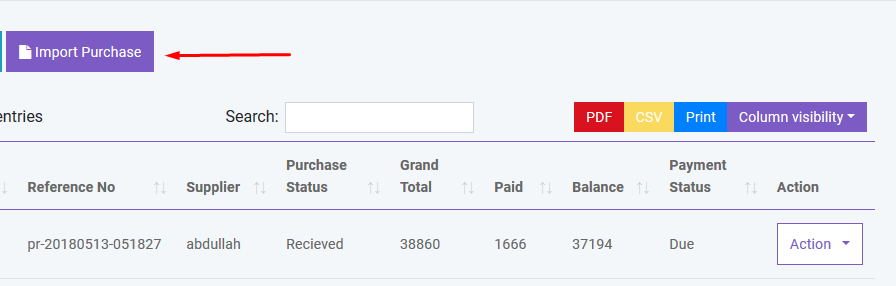 Import Purchase
entries
Search:
PDF CSV Print Column visibility
Reference No Supplier Purchase Status Grand Total Paid Balance Payment Status Action
pr-20180513-051827 abdullah Recieved 38860 1666 37194 Due Action